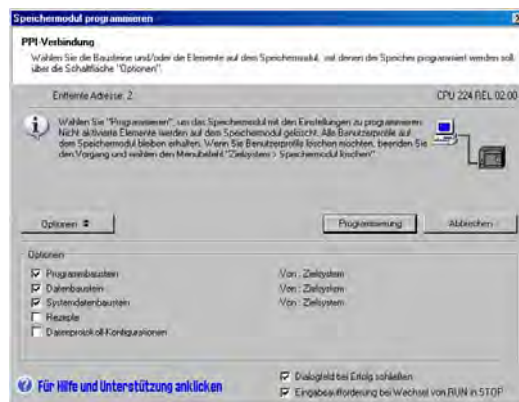 Speichermodul programmieren
PPI-Verbindung
Wählen Sie die Bausteine und/oder die Elemente auf dem Speichermodul, mit denen der Speicher programmiert werden soll
über die Schaltfläche "Optionen".
Entfernte Adresse: 2
CPU 224 REL 02.00
Wählen Sie "Programmieren", um das Speichermodul mit den Einstellungen zu programmieren.
Nicht aktivierte Elemente werden auf dem Speichermodul gelöscht. Alle Benutzerprofile auf
dem Speichermodul bleiben erhalten. Wenn Sie Benutzerprofile löschen möchten, beenden Sie
den Vorgang und wählen den Menübefehl "Zielsystem > Speichermodul löschen"
Optionen
Programmierung
Abbrechen
Optionen
Programmbaustein
Von: Zielsystem
Datenbaustein
Von: Zielsystem
Systemdatenbaustein
Von: Zielsystem
Rezepte
Datenprotokoll-Konfigurationen
Für Hilfe und Unterstützung anklicken
Dialogfeld bei Erfolg schließen
Eingabeaufforderung bei Wechsel von RUN in STOP